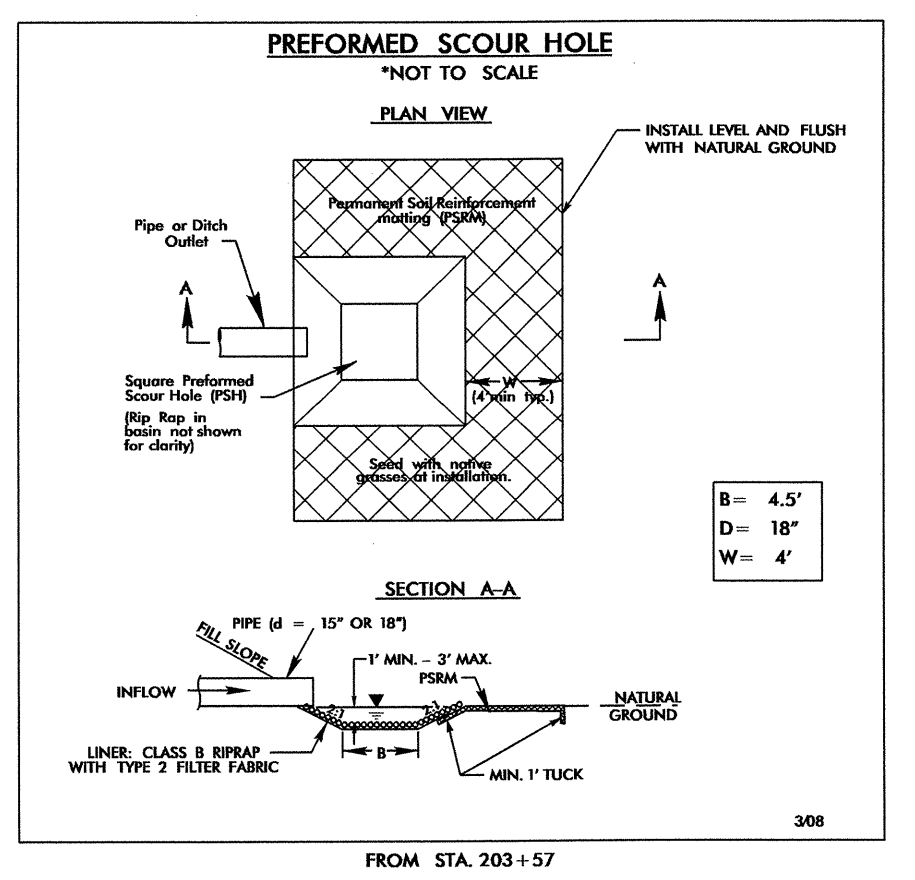 PREFORMED SCOUR HOLE
*NOT TO SCALE
PLAN VIEW
INSTALL LEVEL AND FLUSH
WITH NATURAL GROUND
Permanent Soil Reinforcement
matting (PSRM)
Pipe or Ditch
Outlet
A
A
Square Preformed
Scour Hole (PSH)
(Rip Rap in
basin not shown
for clarity)
W
(4' min typ.)
Seed with native
grasses at installation.
B= 4.5'
D= 18"
W= 4'
SECTION A-A
PIPE (d = 15" OR 18")
FILL SLOPE
1' MIN. - 3' MAX.
PSRM
INFLOW
2:1
2:1
NATURAL
GROUND
B
LINER: CLASS B RIPRAP
WITH TYPE 2 FILTER FABRIC
MIN. 1' TUCK
3/08
FROM STA. 203+57